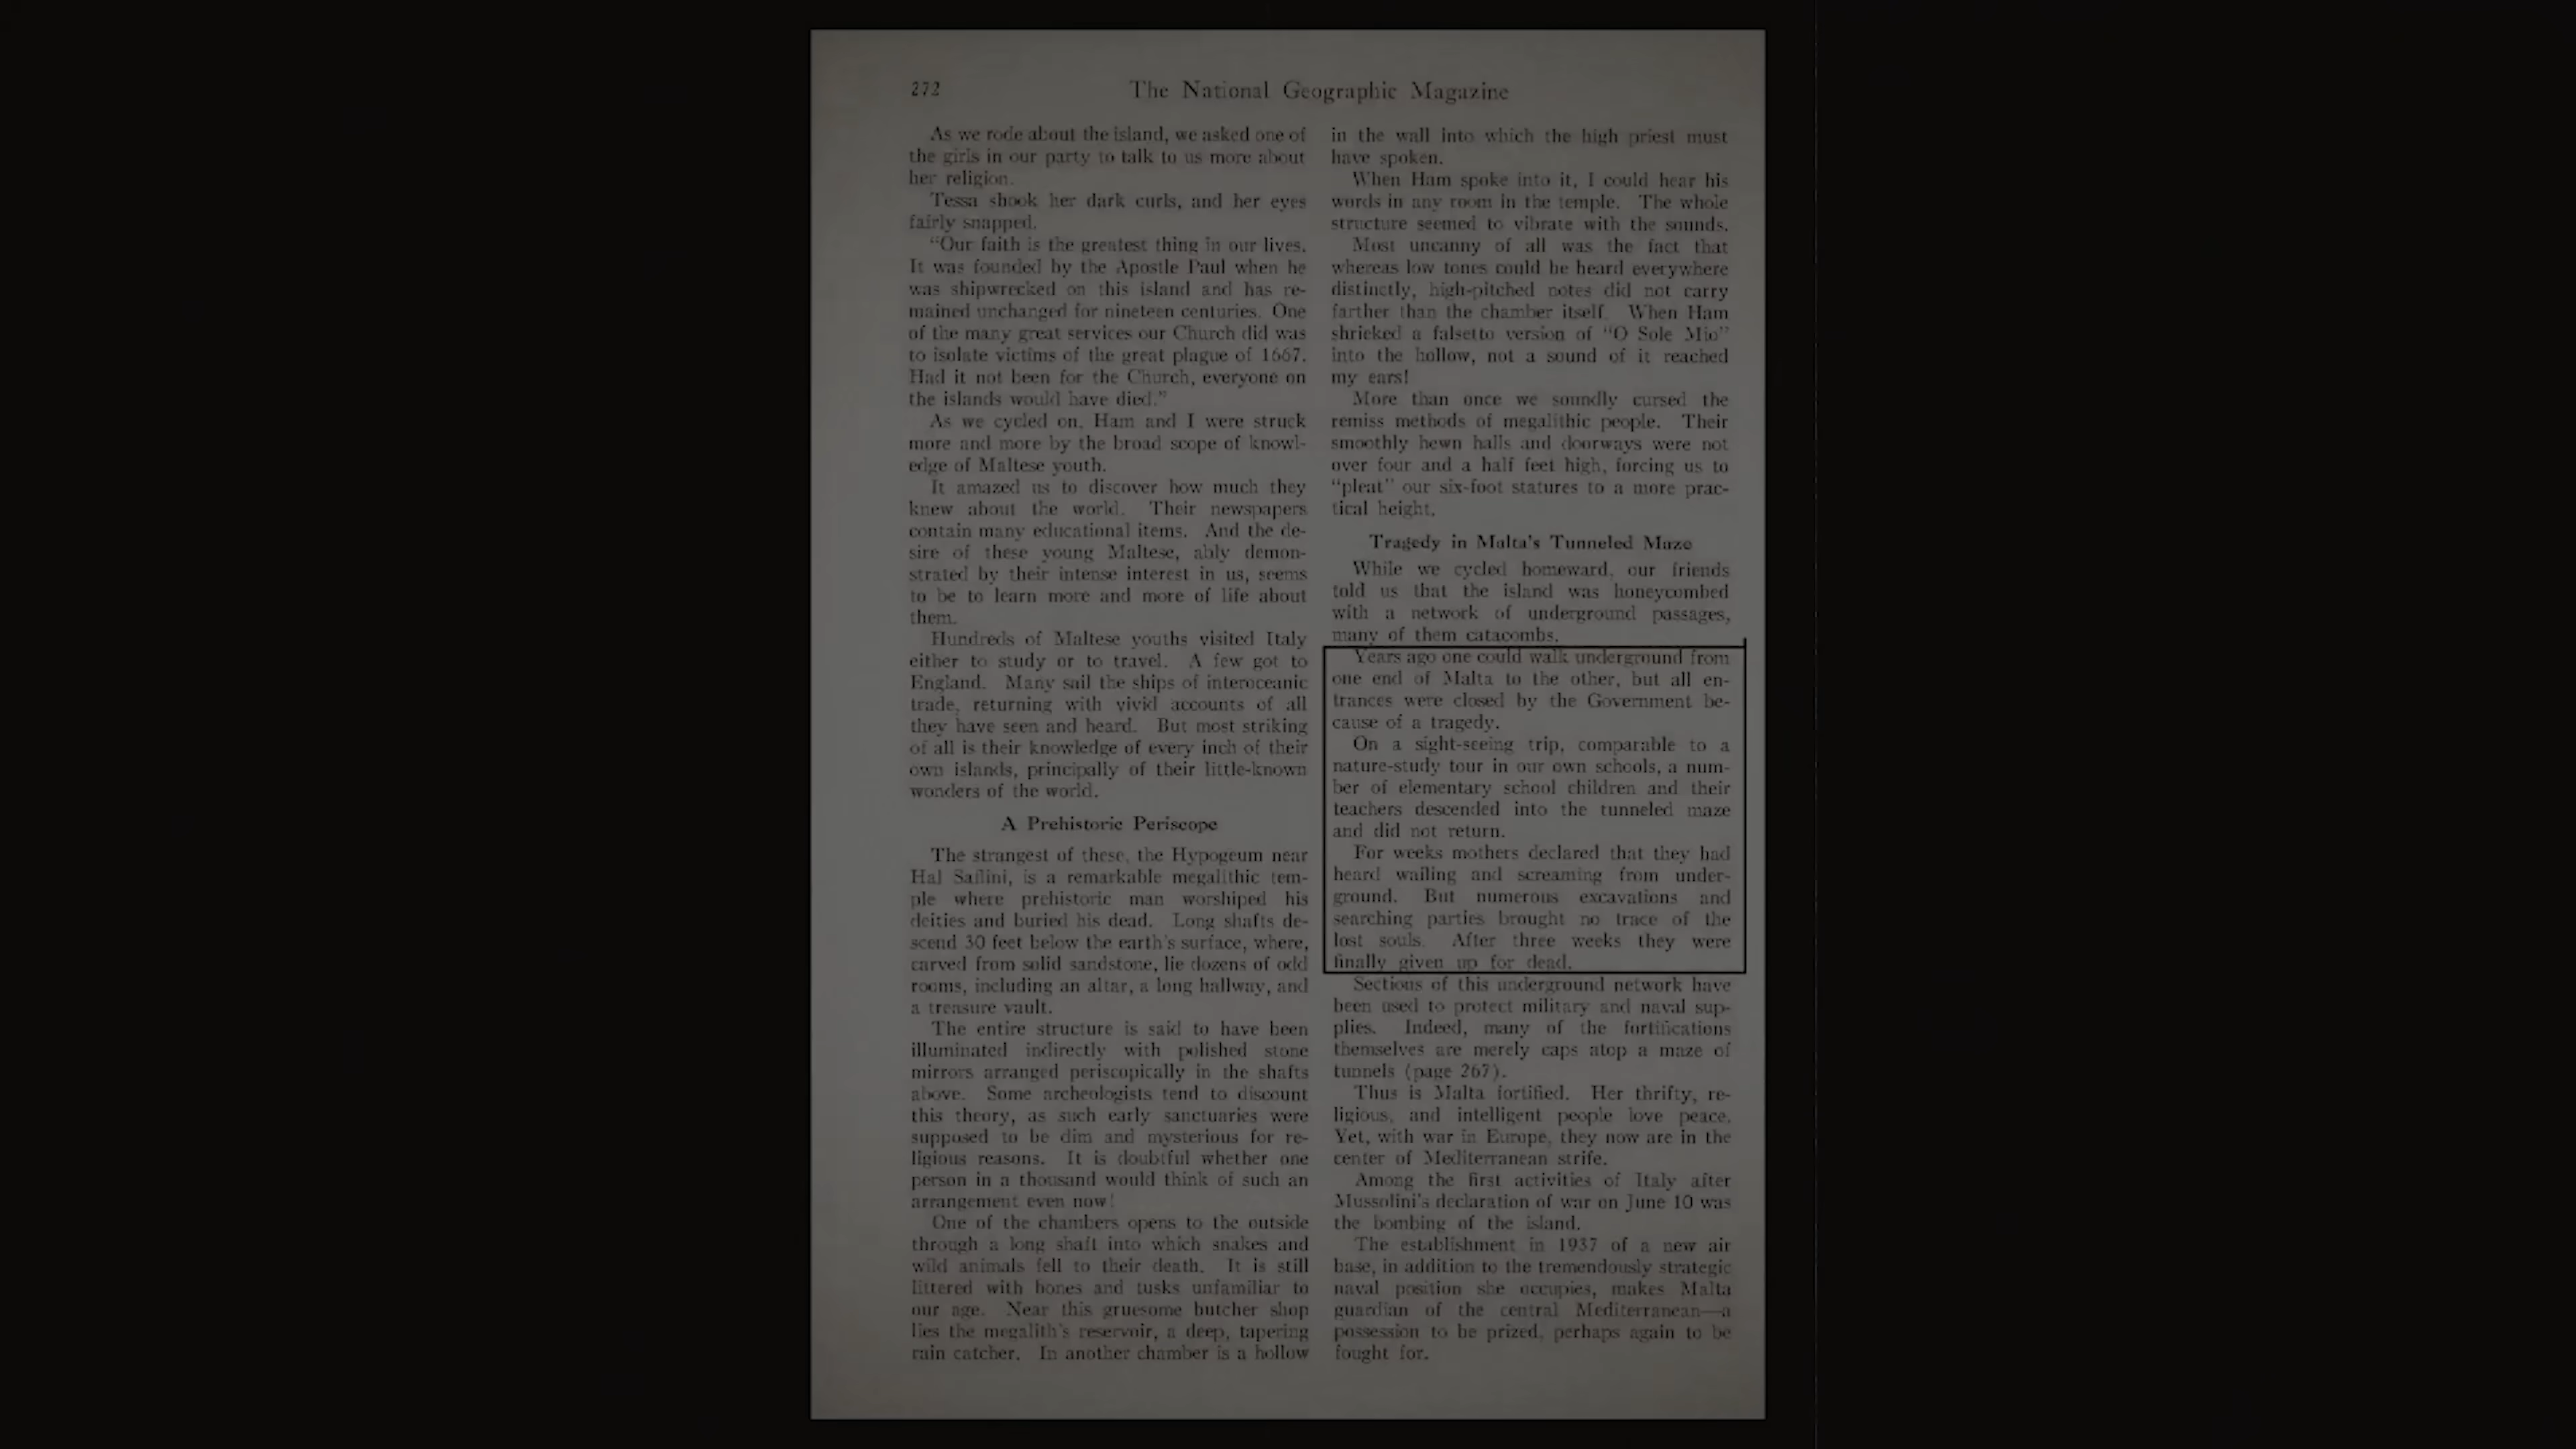 272
The National Geographic Magazine
As we rode about the island, we asked one of
the girls in our party to talk to us more about
her religion.
Tessa shook her dark curls, and her eyes
fairly snapped.
"Our faith is the greatest thing in our lives.
It was founded by the Apostle Paul when he
was shipwrecked on this island and has re-
mained unchanged for nineteen centuries. One
of the many great services our Church did was
to isolate victims of the great plague of 1667.
Had it not been for the Church, everyone on
the islands would have died."
As we cycled on, Ham and I were struck
more and more by the broad scope of knowl-
edge of Maltese youth.
It amazed us to discover how much they
knew about the world. Their newspapers
contain many educational items. And the de-
sire of these young Maltese, ably demon-
strated by their intense interest in us, seems
to be to learn more and more of life about
them.
Hundreds of Maltese youths visited Italy
either to study or to travel. A few got to
England. Many sail the ships of interoceanic
trade, returning with vivid accounts of all
they have seen and heard. But most striking
of all is their knowledge of every inch of their
own islands, principally of their little-known
wonders of the world.
A Prehistoric Periscope
The strangest of these, the Hypogeum near
Hal Saflini, is a remarkable megalithic tem-
ple where prehistoric man worshiped his
deities and buried his dead. Long shafts de-
scend 30 feet below the earth's surface, where,
carved from solid sandstone, lie dozens of odd
rooms, including an altar, a long hallway, and
a treasure vault.
The entire structure is said to have been
illuminated indirectly with polished stone
mirrors arranged periscopically in the shafts
above. Some archeologists tend to discount
this theory, as such early sanctuaries were
supposed to be dim and mysterious for re-
ligious reasons. It is doubtful whether one
person in a thousand would think of such an
arrangement even now!
One of the chambers opens to the outside
through a long shaft into which snakes and
wild animals fell to their death. It is still
littered with bones and tusks unfamiliar to
our age. Near this gruesome butcher shop
lies the megalith's reservoir, a deep, tapering
rain catcher. In another chamber is a hollow
in the wall into which the high priest must
have spoken.
When Ham spoke into it, I could hear his
words in any room in the temple. The whole
structure seemed to vibrate with the sounds.
Most uncanny of all was the fact that
whereas low tones could be heard everywhere
distinctly, high-pitched notes did not carry
farther than the chamber itself. When Ham
shrieked a falsetto version of "O Sole Mio"
into the hollow, not a sound of it reached
my ears!
More than once we soundly cursed the
remiss methods of megalithic people. Their
smoothly hewn halls and doorways were not
over four and a half feet high, forcing us to
"pleat" our six-foot statures to a more prac-
tical height.
Tragedy in Malta's Tunneled Maze
While we cycled homeward, our friends
told us that the island was honeycombed
with a network of underground passages,
many of them catacombs.
Years ago one could walk underground from
one end of Malta to the other, but all en-
trances were closed by the Government be-
cause of a tragedy.
On a sight-seeing trip, comparable to a
nature-study tour in our own schools, a num-
ber of elementary school children and their
teachers descended into the tunneled maze
and did not return.
For weeks mothers declared that they had
heard wailing and screaming from under-
ground. But numerous excavations and
searching parties brought no trace of the
lost souls. After three weeks they were
finally given up for dead.
Sections of this underground network have
been used to protect military and naval sup-
plies. Indeed, many of the fortifications
themselves are merely caps atop a maze of
tunnels (page 267).
Thus is Malta fortified. Her thrifty, re-
ligious, and intelligent people love peace.
Yet, with war in Europe, they now are in the
center of Mediterranean strife.
Among the first activities of Italy after
Mussolini's declaration of war on June 10 was
the bombing of the island.
The establishment in 1937 of a new air
base, in addition to the tremendously strategic
naval position she occupies, makes Malta
guardian of the central Mediterranean—a
possession to be prized, perhaps again to be
fought for.